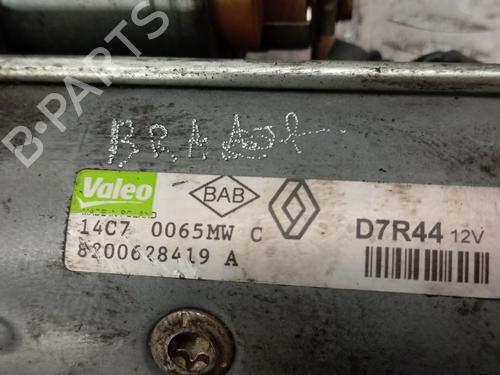 Valeo BAB D7R44 12V
MADE IN POLAND
14C7 0065MW C
8200628419 A
B-PARTS